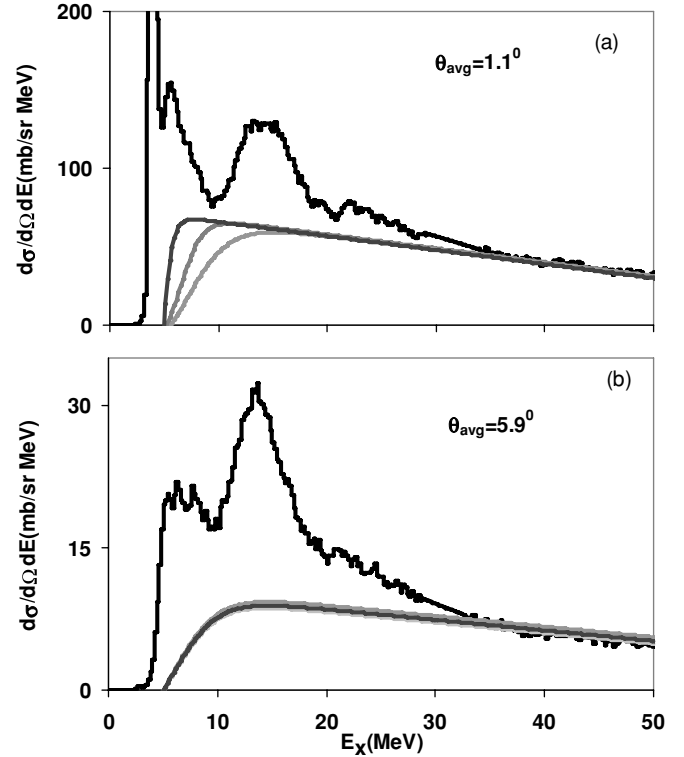 200
(a)
θavg=1.1⁰
100
0
dσ/dΩdE(mb/sr MeV)
(b)
30
θavg=5.9⁰
15
0
dσ/dΩdE(mb/sr MeV)
0 10 20 30 40 50
Ex(MeV)